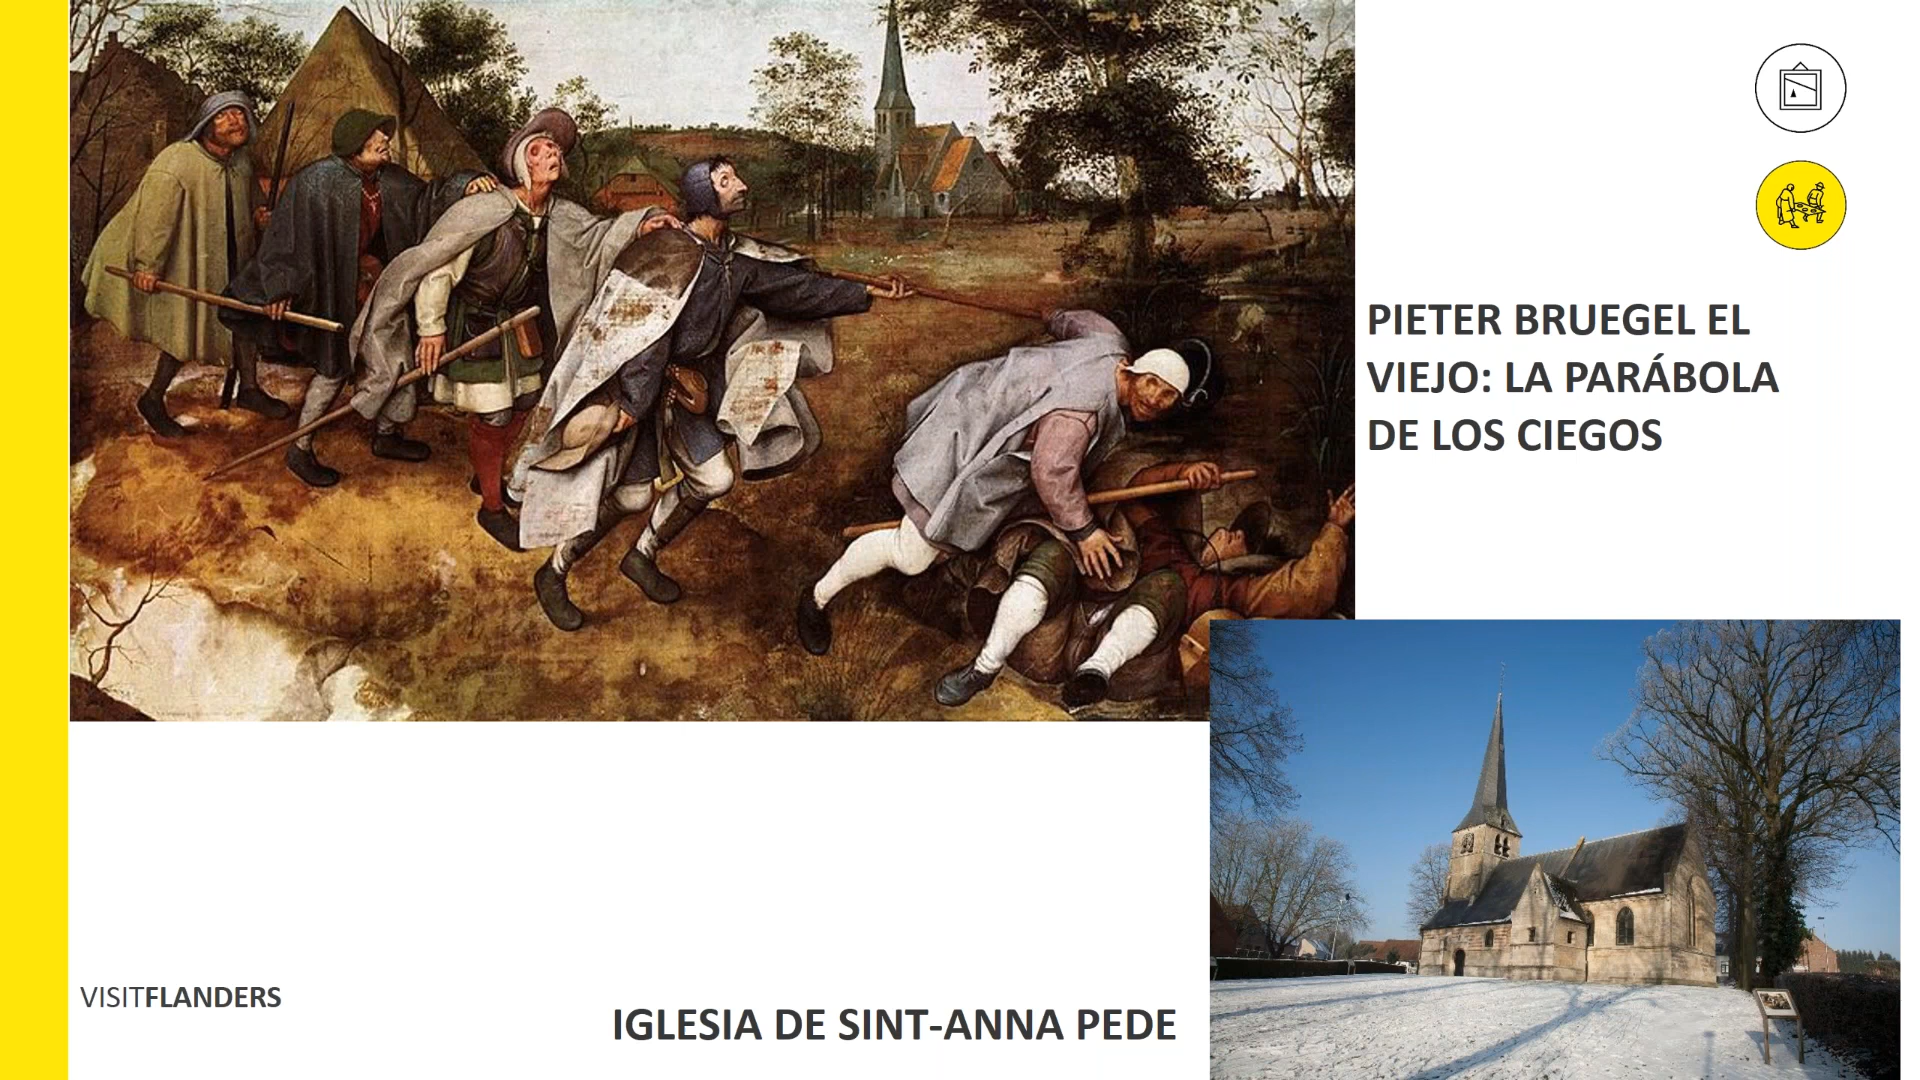 PIETER BRUEGEL EL
VIEJO: LA PARÁBOLA
DE LOS CIEGOS
VISITFLANDERS
IGLESIA DE SINT-ANNA PEDE